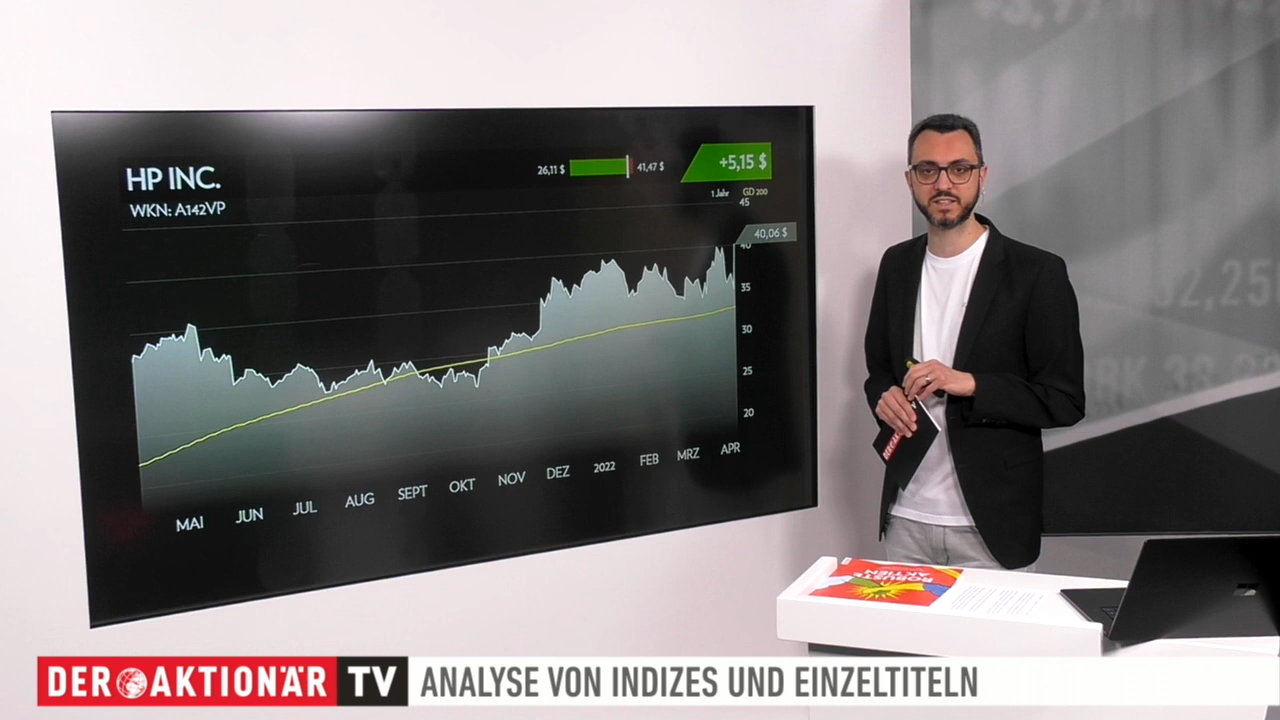 HP INC.
WKN: A142VP
26,11 $
41,47 $
+5,15 $
1 Jahr
GD 200
45
40,06 $
40
35
30
25
20
MAI
JUN
JUL
AUG
SEPT
OKT
NOV
DEZ
2022
FEB
MRZ
APR
ROBUSTE
AKTIEN
DER AKTIONÄR TV
ANALYSE VON INDIZES UND EINZELTITELN